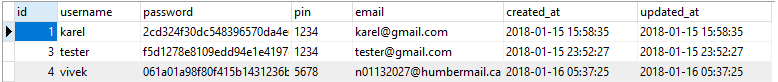 id username password pin email created_at updated_at
1 karel 2cd324f30dc548396570da4e 1234 karel@gmail.com 2018-01-15 15:58:35 2018-01-15 15:58:35
3 tester f5d1278e8109edd94e1e4197 1234 tester@gmail.com 2018-01-15 23:52:27 2018-01-15 23:52:27
4 vivek 061a01a98f80f415b1431236b 5678 n01132027@humbermail.ca 2018-01-16 05:37:25 2018-01-16 05:37:25